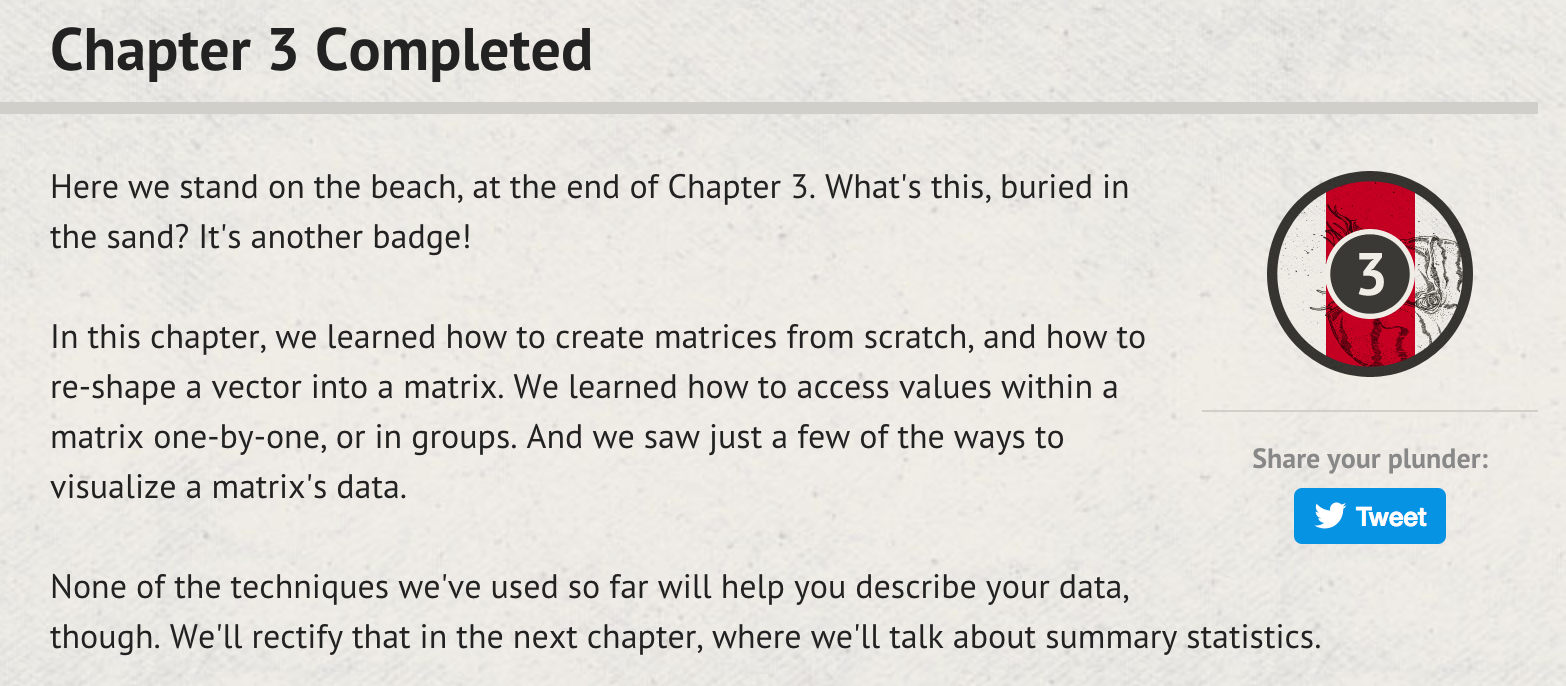 Chapter 3 Completed
Here we stand on the beach, at the end of Chapter 3. What's this, buried in
the sand? It's another badge!
3
In this chapter, we learned how to create matrices from scratch, and how to
re-shape a vector into a matrix. We learned how to access values within a
matrix one-by-one, or in groups. And we saw just a few of the ways to
visualize a matrix's data.
Share your plunder:
Tweet
None of the techniques we've used so far will help you describe your data,
though. We'll rectify that in the next chapter, where we'll talk about summary statistics.